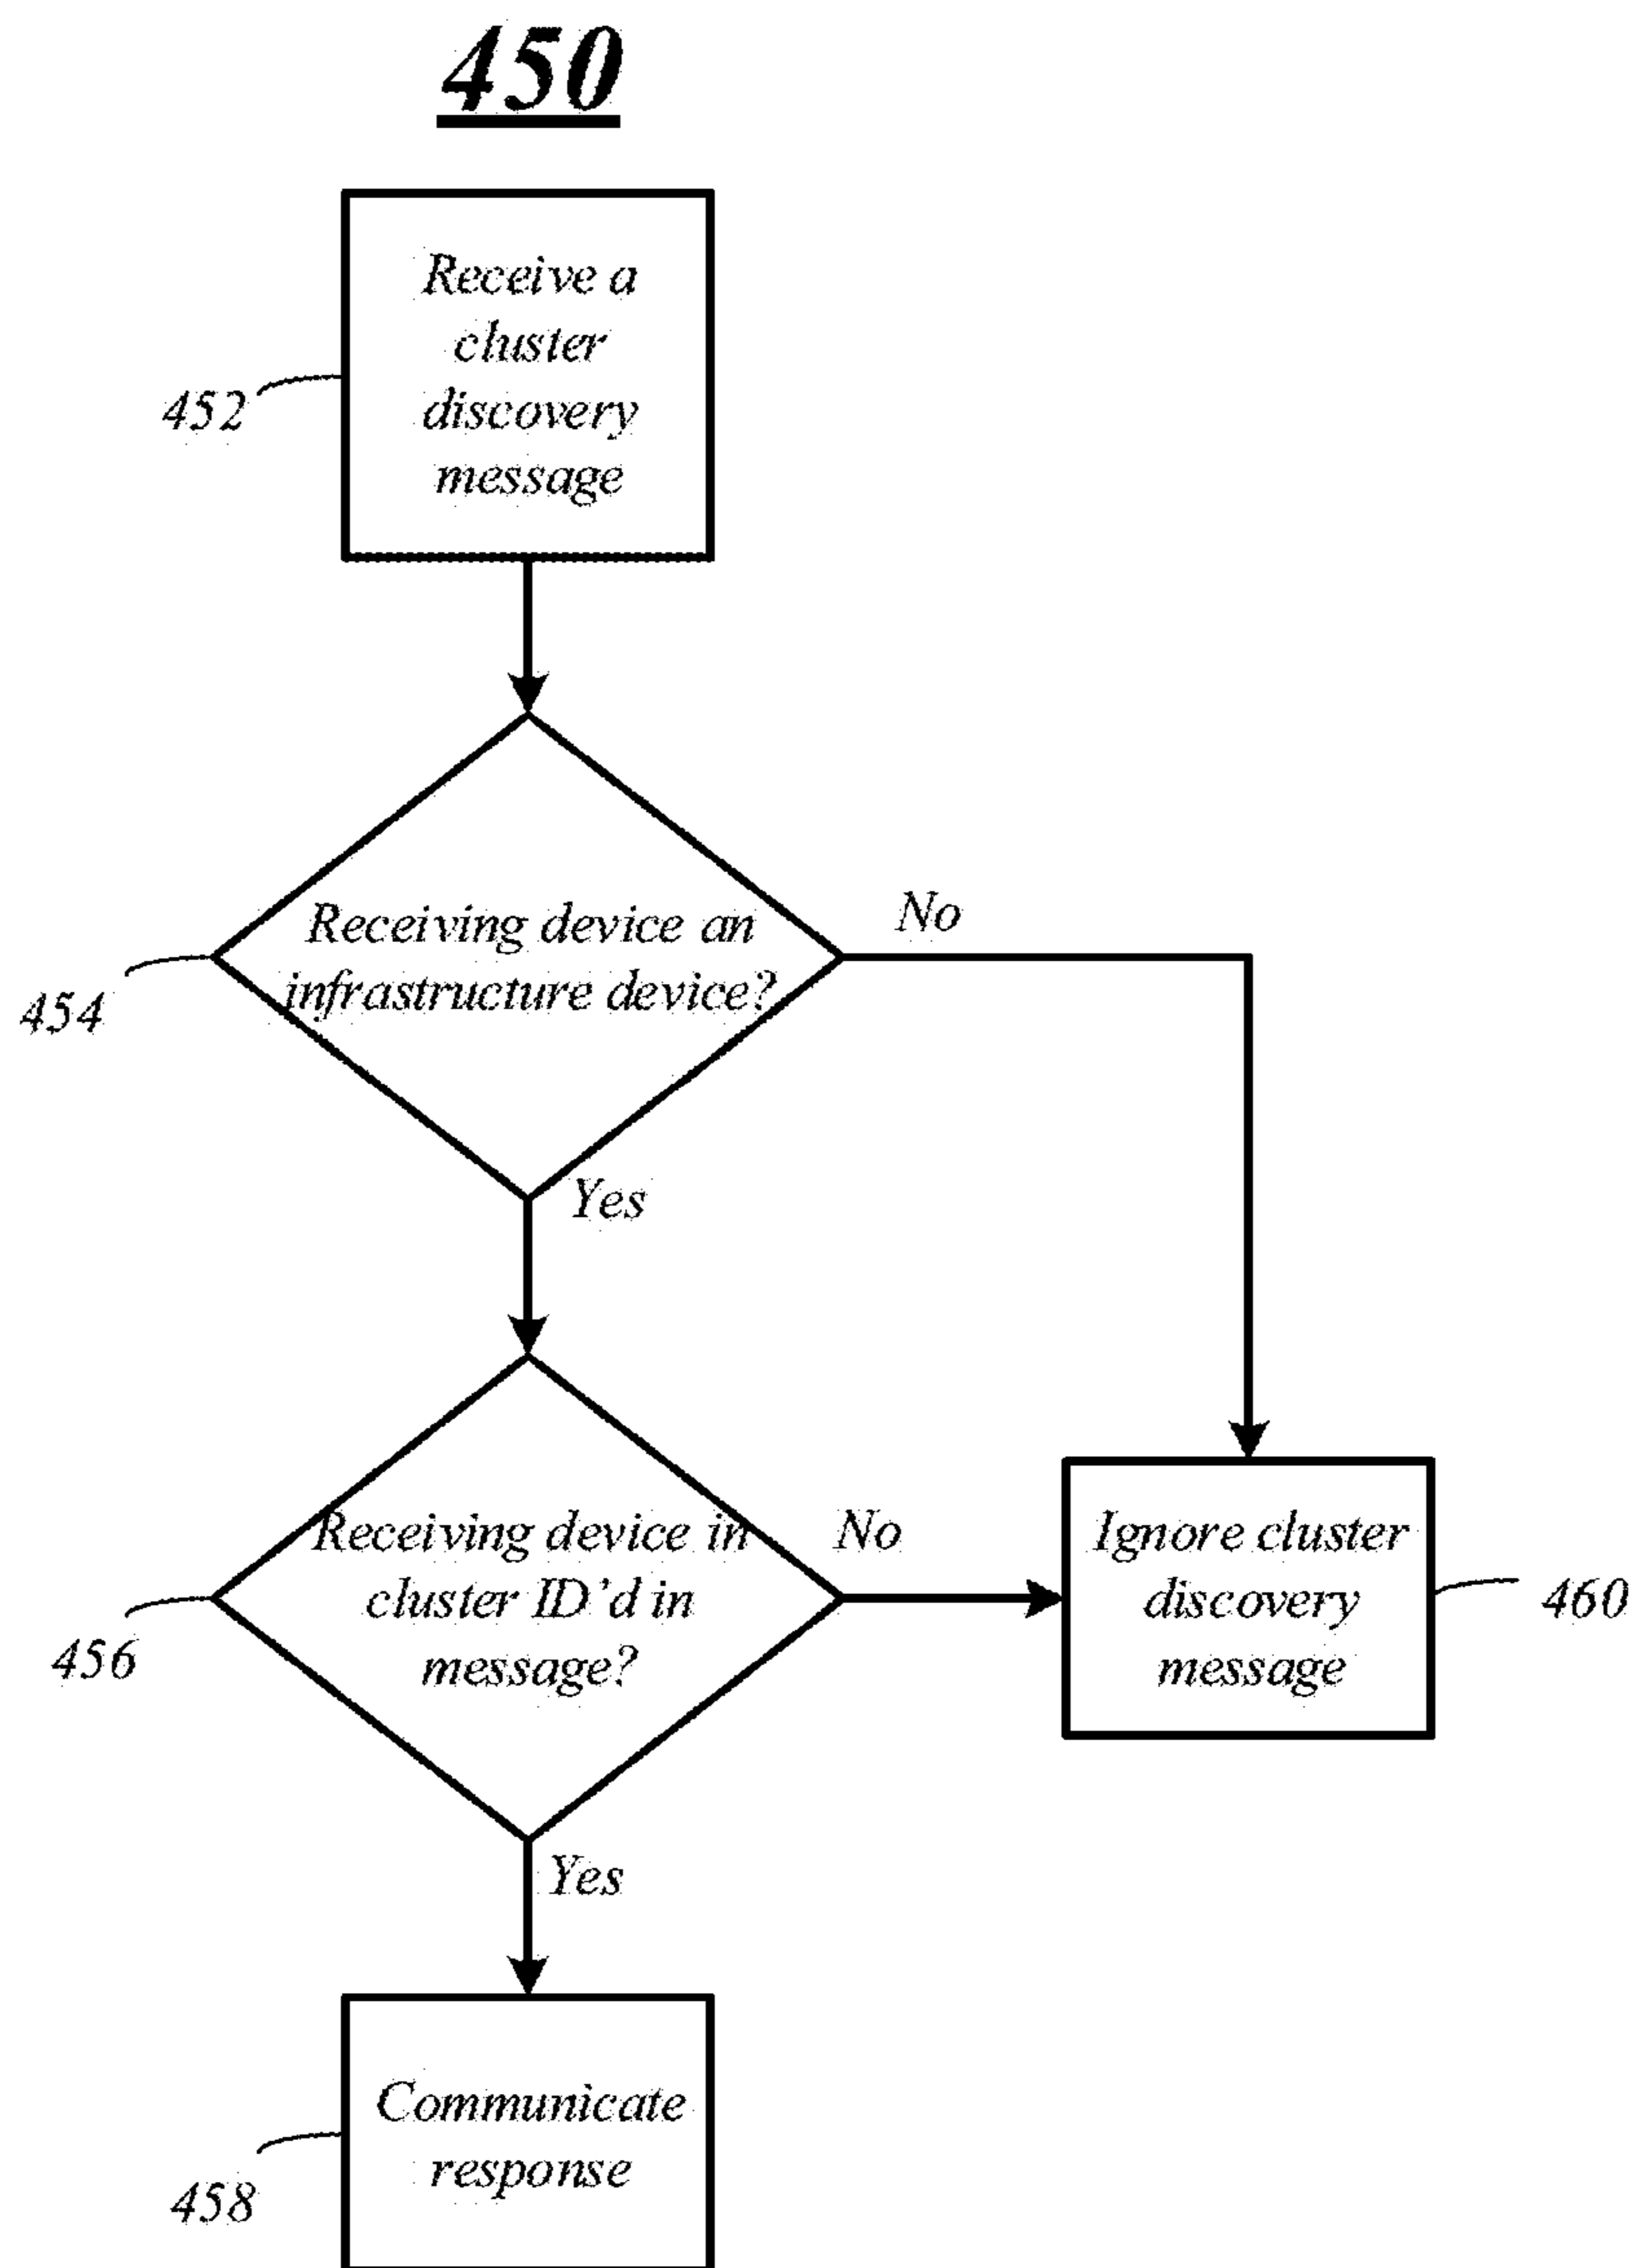 450
Receive a
cluster
discovery
message
452
Receiving device an
infrastructure device?
No
454
Yes
Receiving device in
cluster ID'd in
message?
No
456
Ignore cluster
discovery
message
460
Yes
Communicate
response
458